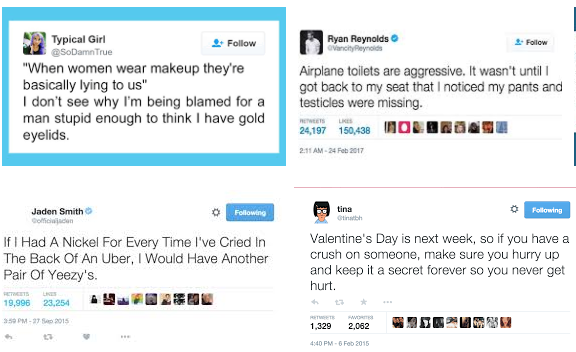 Typical Girl
@SoDamnTrue
Follow
"When women wear makeup they're
basically lying to us"
I don't see why I'm being blamed for a
man stupid enough to think I have gold
eyelids.
Ryan Reynolds
@VancityReynolds
Follow
Airplane toilets are aggressive. It wasn't until I
got back to my seat that I noticed my pants and
testicles were missing.
RETWEETS LIKES
24,197 150,438
2:11 AM - 24 Feb 2017
Jaden Smith
@officialjaden
Following
If I Had A Nickel For Every Time I've Cried In
The Back Of An Uber, I Would Have Another
Pair Of Yeezy's.
RETWEETS LIKES
19,996 23,254
3:59 PM - 27 Sep 2015
tina
@tinatbh
Following
Valentine's Day is next week, so if you have a
crush on someone, make sure you hurry up
and keep it a secret forever so you never get
hurt.
RETWEETS FAVORITES
1,329 2,062
4:40 PM - 6 Feb 2015